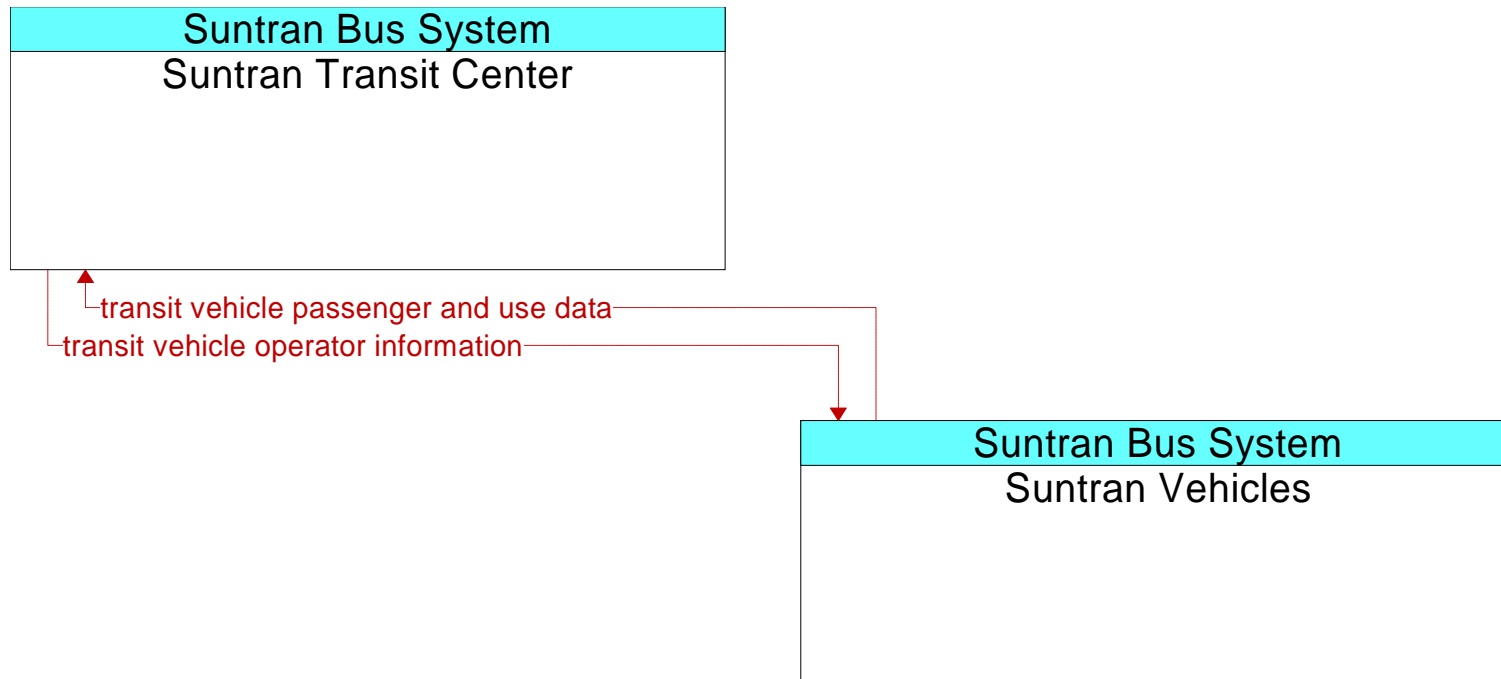 Suntran Bus System
Suntran Transit Center
transit vehicle passenger and use data
transit vehicle operator information
Suntran Bus System
Suntran Vehicles